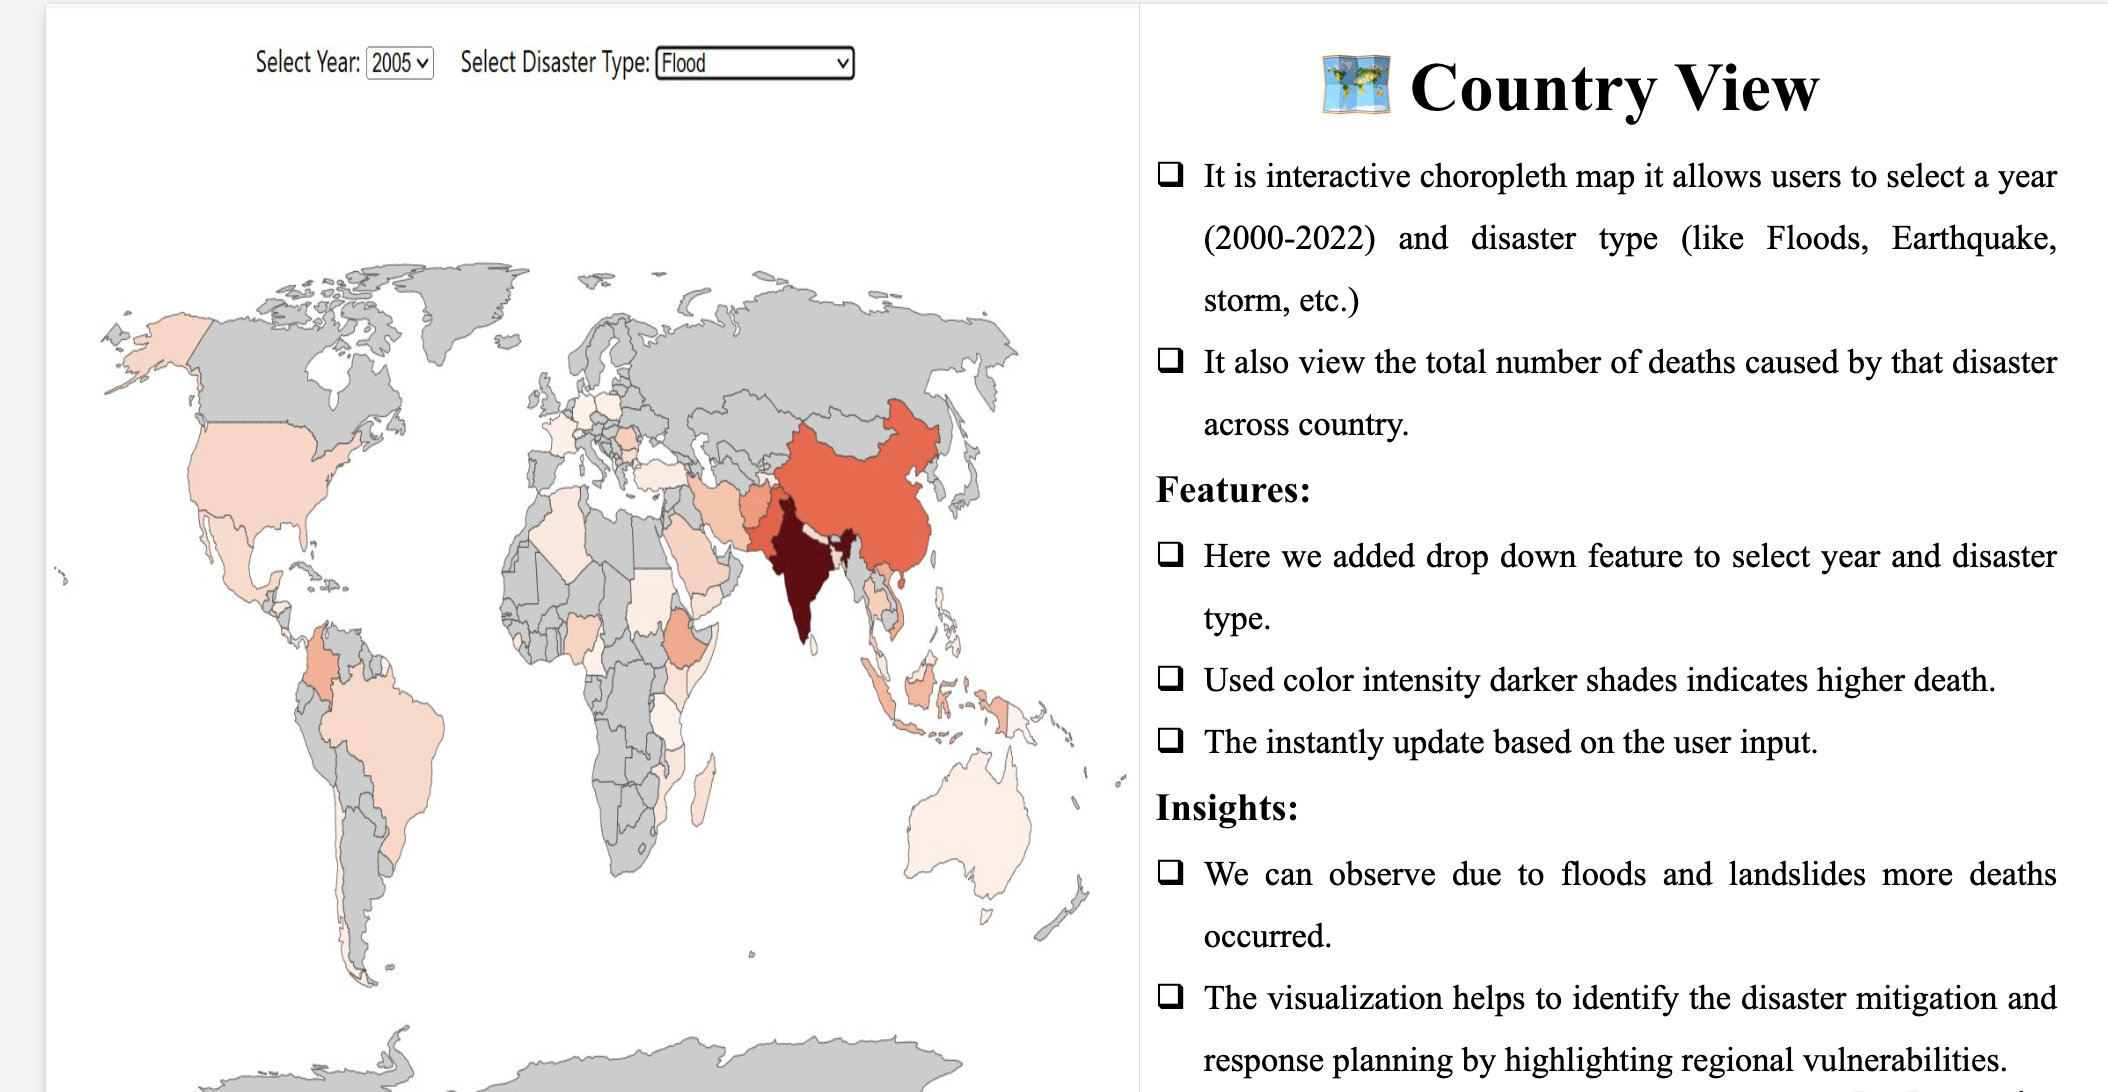 Select Year: 2005 Select Disaster Type: Flood
Country View
It is interactive choropleth map it allows users to select a year
(2000-2022) and disaster type (like Floods, Earthquake,
storm, etc.)
It also view the total number of deaths caused by that disaster
across country.
Features:
Here we added drop down feature to select year and disaster
type.
Used color intensity darker shades indicates higher death.
The instantly update based on the user input.
Insights:
We can observe due to floods and landslides more deaths
occurred.
The visualization helps to identify the disaster mitigation and
response planning by highlighting regional vulnerabilities.